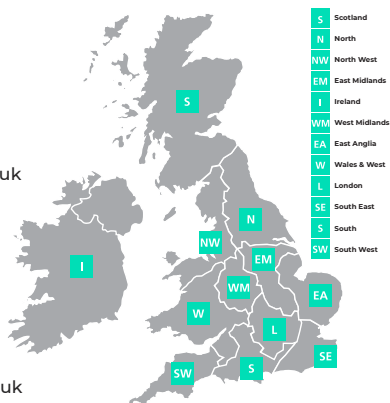 S Scotland
N North
NW North West
EM East Midlands
I Ireland
WM West Midlands
EA East Anglia
W Wales & West
L London
SE South East
S South
SW South West
S
uk
N
NW
EM
I
WM
EA
W
L
SE
S
SW
uk